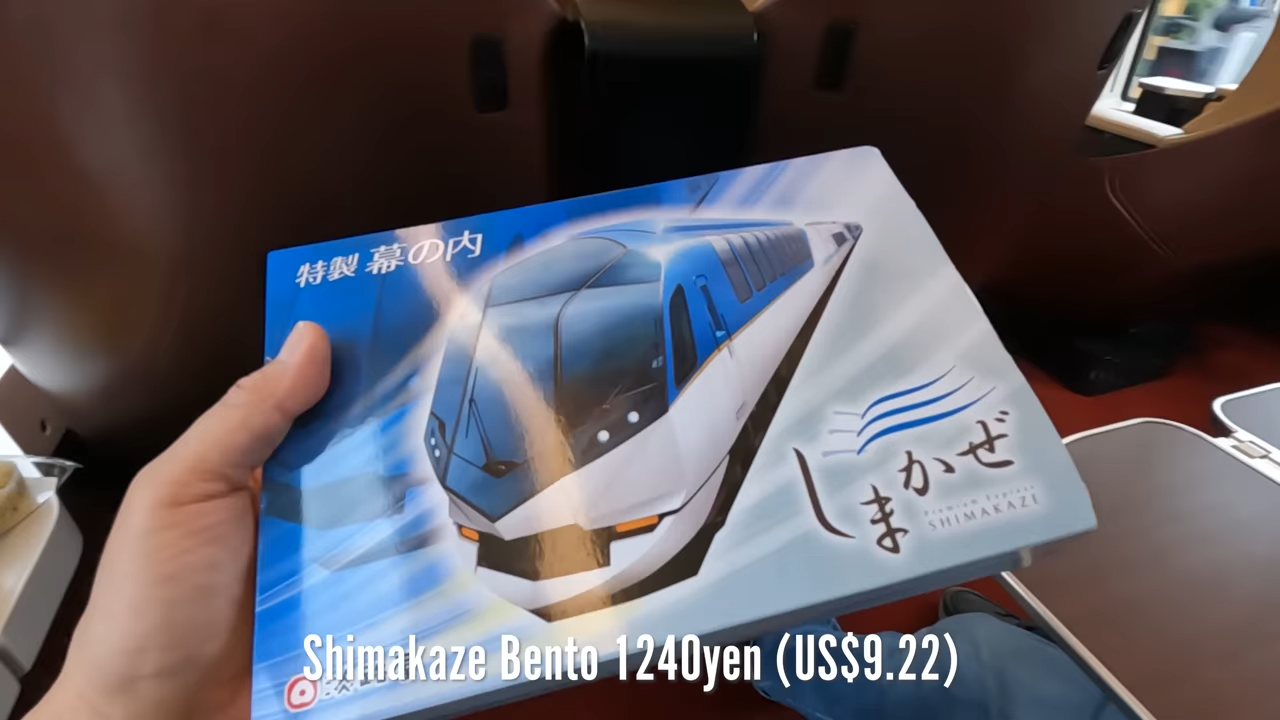 特製 幕の内
しまかぜ
Premium Express
SHIMAKAZE
Shimakaze Bento 1240yen (US$9.22)